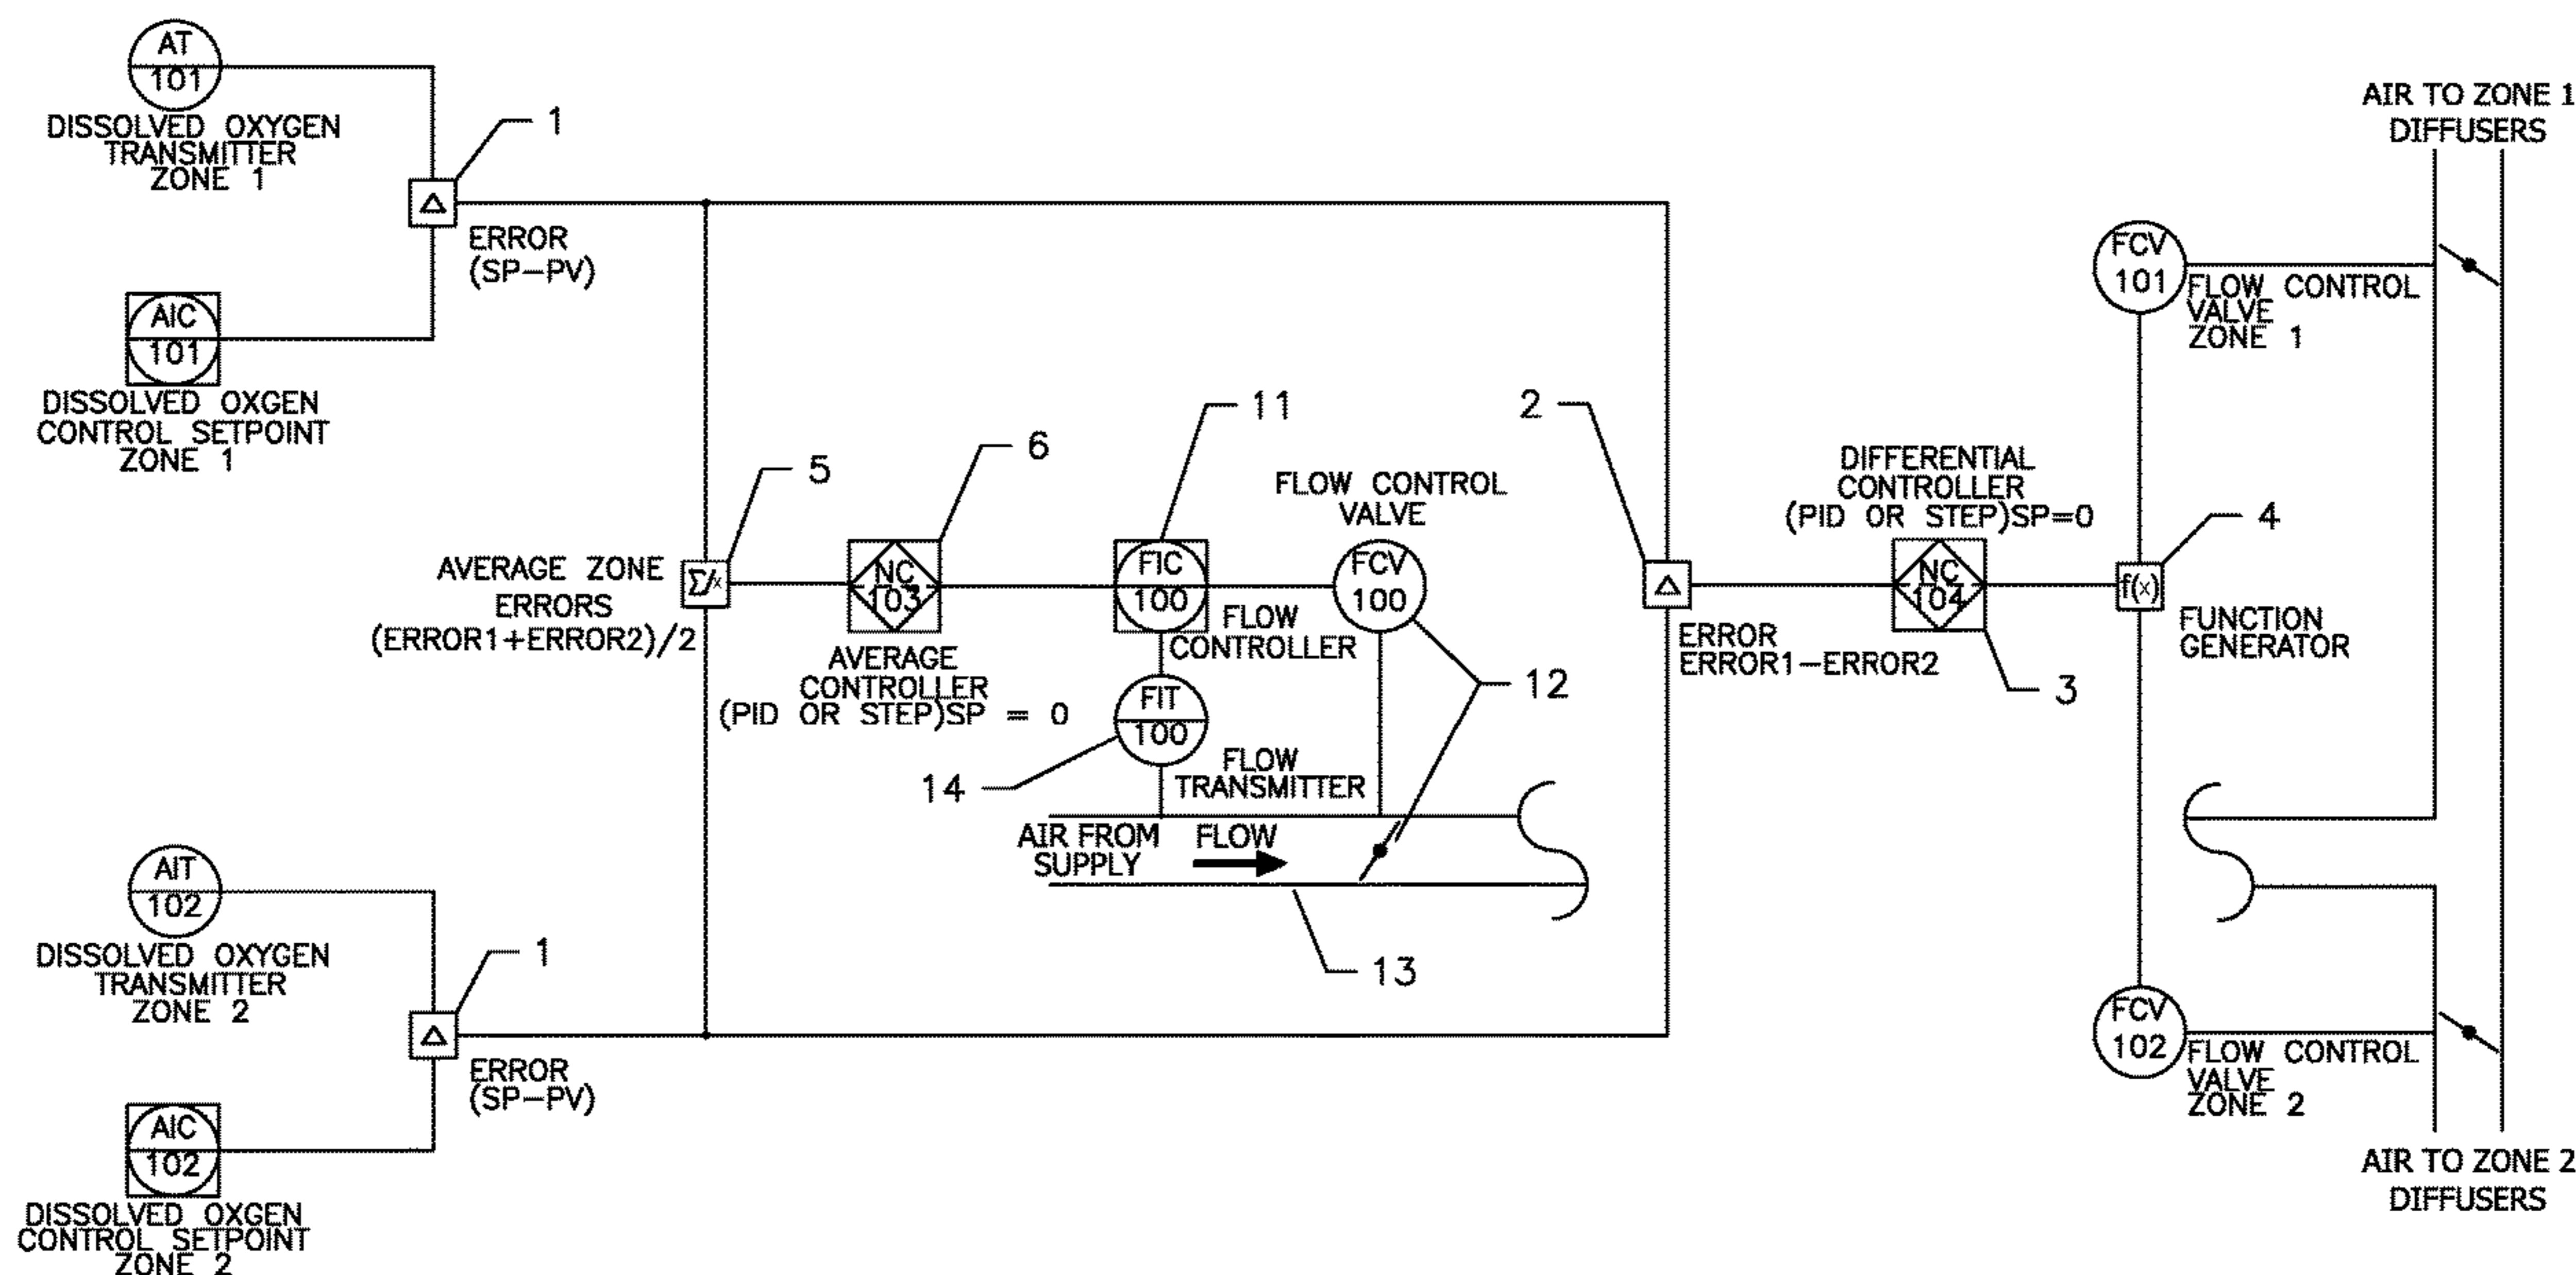 AT
101
DISSOLVED OXYGEN
TRANSMITTER
ZONE 1
1
ERROR
(SP-PV)
AIC
101
DISSOLVED OXGEN
CONTROL SETPOINT
ZONE 1
5
6
11
AVERAGE ZONE
ERRORS
(ERROR1+ERROR2)/2
Σ/x
NC
103
AVERAGE
CONTROLLER
(PID OR STEP)SP = 0
FIC
100
FLOW
CONTROLLER
FLOW CONTROL
VALVE
FCV
100
FIT
100
14
FLOW
TRANSMITTER
12
AIR FROM
SUPPLY
FLOW
13
2
ERROR
ERROR1-ERROR2
DIFFERENTIAL
CONTROLLER
(PID OR STEP)SP=0
NC
104
3
4
f(x)
FUNCTION
GENERATOR
AIR TO ZONE 1
DIFFUSERS
FCV
101
FLOW CONTROL
VALVE
ZONE 1
AIT
102
DISSOLVED OXYGEN
TRANSMITTER
ZONE 2
1
ERROR
(SP-PV)
AIC
102
DISSOLVED OXGEN
CONTROL SETPOINT
ZONE 2
FCV
102
FLOW CONTROL
VALVE
ZONE 2
AIR TO ZONE 2
DIFFUSERS